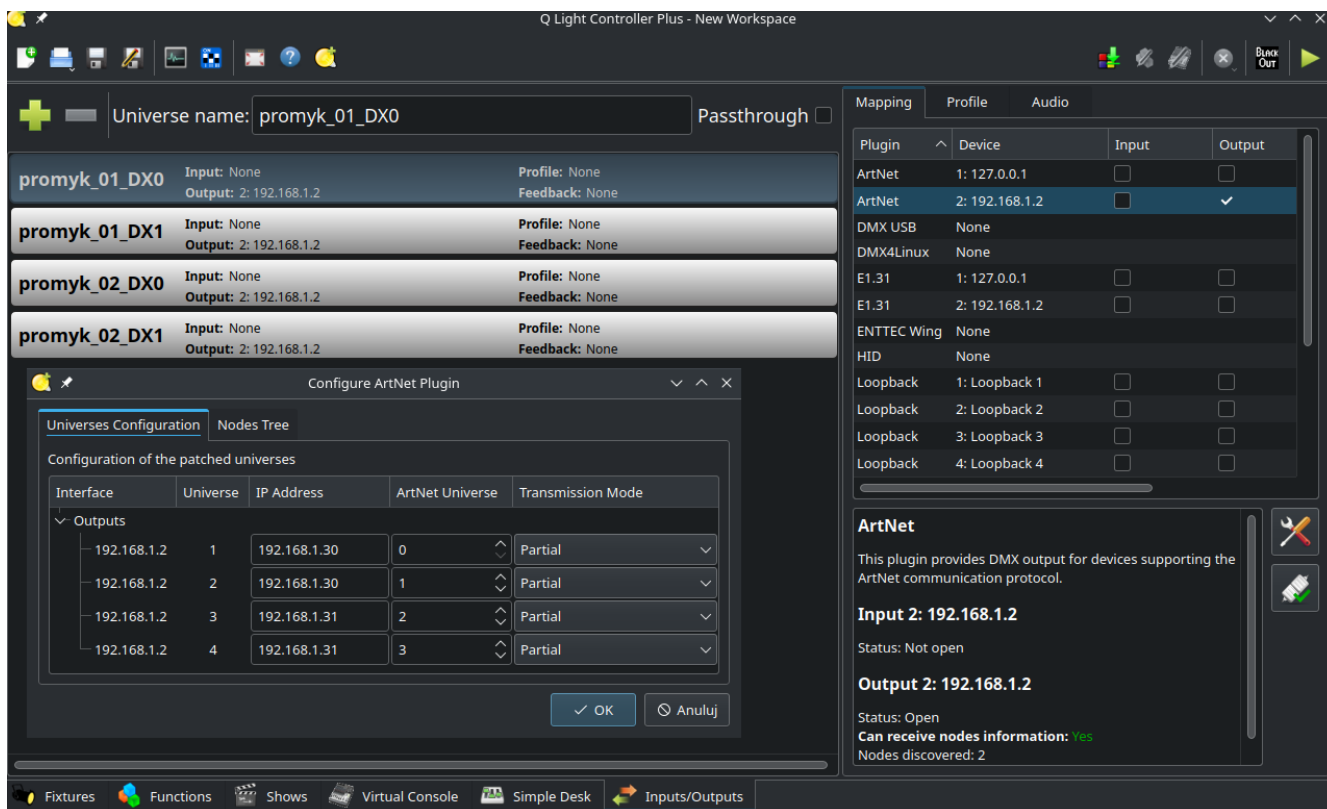 Q Light Controller Plus - New Workspace
BLACK OUT
Universe name: promyk_01_DX0 Passthrough
promyk_01_DX0 Input: None Profile: None
Output: 2: 192.168.1.2 Feedback: None
promyk_01_DX1 Input: None Profile: None
Output: 2: 192.168.1.2 Feedback: None
promyk_02_DX0 Input: None Profile: None
Output: 2: 192.168.1.2 Feedback: None
promyk_02_DX1 Input: None Profile: None
Output: 2: 192.168.1.2 Feedback: None
Configure ArtNet Plugin
Universes Configuration Nodes Tree
Configuration of the patched universes
Interface Universe IP Address ArtNet Universe Transmission Mode
Outputs
192.168.1.2 1 192.168.1.30 0 Partial
192.168.1.2 2 192.168.1.30 1 Partial
192.168.1.2 3 192.168.1.31 2 Partial
192.168.1.2 4 192.168.1.31 3 Partial
OK Anuluj
Mapping Profile Audio
Plugin Device Input Output
ArtNet 1: 127.0.0.1
ArtNet 2: 192.168.1.2
DMX USB None
DMX4Linux None
E1.31 1: 127.0.0.1
E1.31 2: 192.168.1.2
ENTTEC Wing None
HID None
Loopback 1: Loopback 1
Loopback 2: Loopback 2
Loopback 3: Loopback 3
Loopback 4: Loopback 4
ArtNet
This plugin provides DMX output for devices supporting the
ArtNet communication protocol.
Input 2: 192.168.1.2
Status: Not open
Output 2: 192.168.1.2
Status: Open
Can receive nodes information: Yes
Nodes discovered: 2
Fixtures Functions Shows Virtual Console Simple Desk Inputs/Outputs